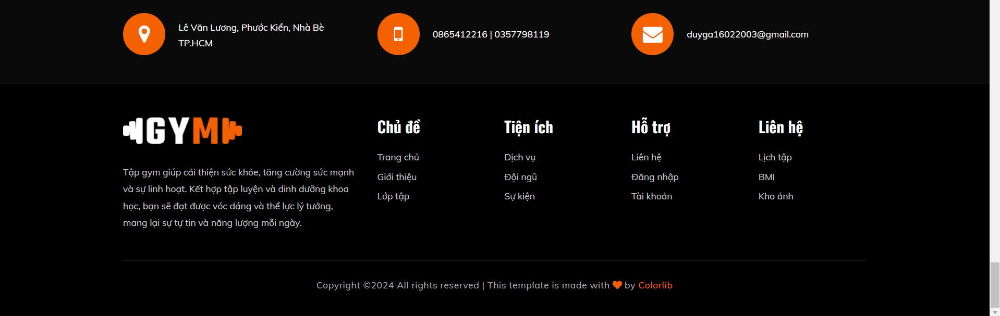 Lê Văn Lương, Phước Kiển, Nhà Bè
TP.HCM
0865412216 | 0357798119
duyga16022003@gmail.com
GYM
Tập gym giúp cải thiện sức khỏe, tăng cường sức mạnh
và sự linh hoạt. Kết hợp tập luyện và dinh dưỡng khoa
học, bạn sẽ đạt được vóc dáng và thể lực lý tưởng,
mang lại sự tự tin và năng lượng mỗi ngày.
Chủ đề
Trang chủ
Giới thiệu
Lớp tập
Tiện ích
Dịch vụ
Đội ngũ
Sự kiện
Hỗ trợ
Liên hệ
Đăng nhập
Tài khoản
Liên hệ
Lịch tập
BMI
Kho ảnh
Copyright ©2024 All rights reserved | This template is made with by Colorlib